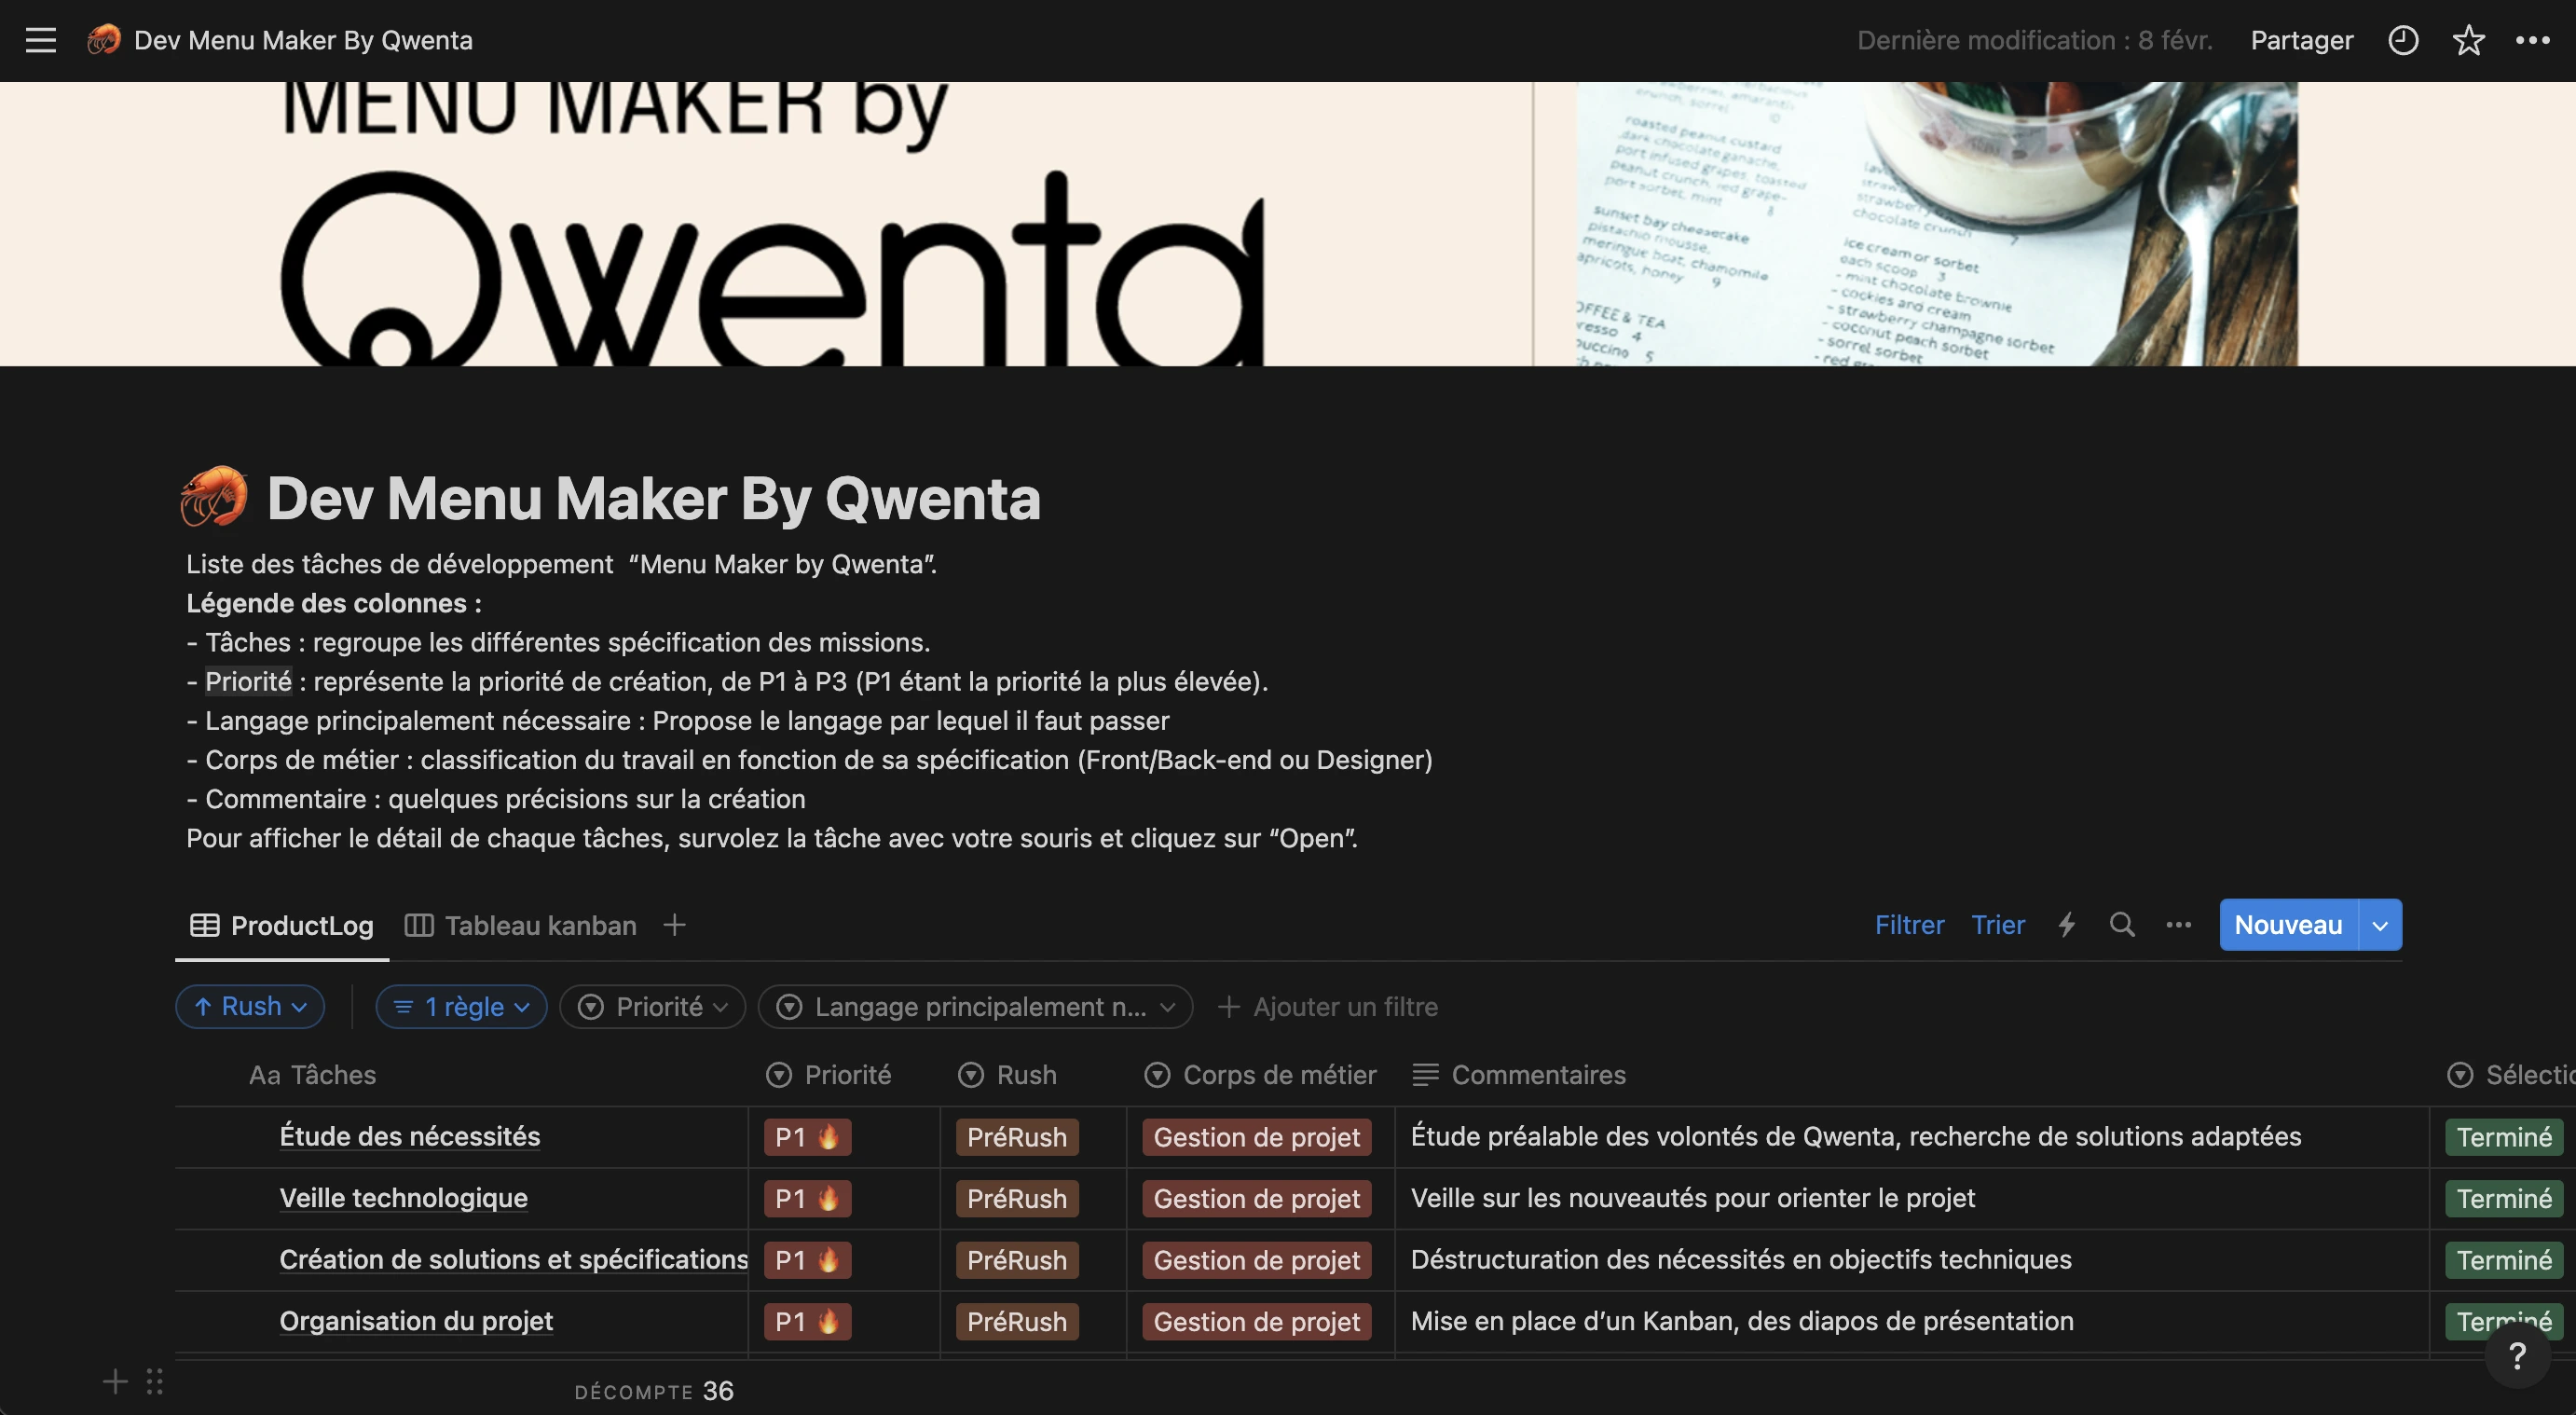 Dev Menu Maker By Qwenta
Dernière modification : 8 févr.
Partager
MENU MAKER by
Qwenta
roasted peanut custard
dark chocolate ganache,
port infused grapes, toasted
peanut crunch, red grape-
port sorbet, mint 8
sunset bay cheesecake
pistachio mousse,
meringue boat, chamomile
apricots, honey 9
OFFEE & TEA
resso 4
puccino 5
strawberry
chocolate crunch 7
ice cream or sorbet
each scoop 3
- mint chocolate brownie
- cookies and cream
- strawberry champagne sorbet
- coconut peach sorbet
- sorrel sorbet
Dev Menu Maker By Qwenta
Liste des tâches de développement “Menu Maker by Qwenta”.
Légende des colonnes :
- Tâches : regroupe les différentes spécification des missions.
- Priorité : représente la priorité de création, de P1 à P3 (P1 étant la priorité la plus élevée).
- Langage principalement nécessaire : Propose le langage par lequel il faut passer
- Corps de métier : classification du travail en fonction de sa spécification (Front/Back-end ou Designer)
- Commentaire : quelques précisions sur la création
Pour afficher le détail de chaque tâches, survolez la tâche avec votre souris et cliquez sur “Open”.
ProductLog Tableau kanban
Filtrer Trier Nouveau
Rush 1 règle Priorité Langage principalement n... Ajouter un filtre
Aa Tâches Priorité Rush Corps de métier Commentaires Sélectio
Étude des nécessités P1 🔥 PréRush Gestion de projet Étude préalable des volontés de Qwenta, recherche de solutions adaptées Terminé
Veille technologique P1 🔥 PréRush Gestion de projet Veille sur les nouveautés pour orienter le projet Terminé
Création de solutions et spécifications P1 🔥 PréRush Gestion de projet Déstructuration des nécessités en objectifs techniques Terminé
Organisation du projet P1 🔥 PréRush Gestion de projet Mise en place d’un Kanban, des diapos de présentation Terminé
DÉCOMPTE 36
?